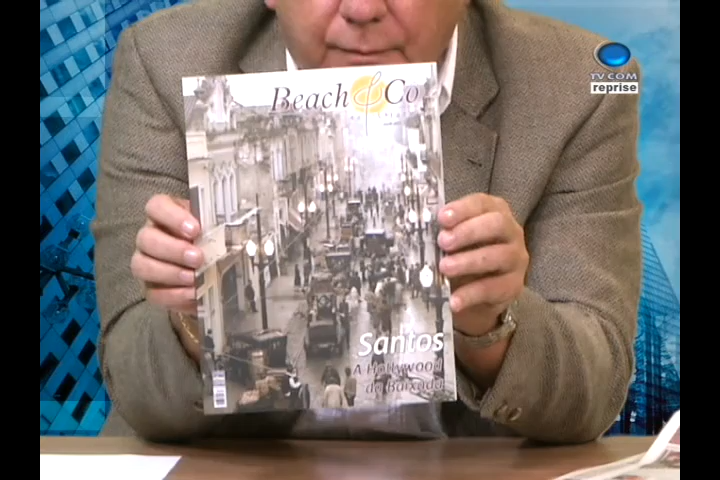 TV COM
reprise
Beach & Co
Santos
A Hollywood
da Baixada